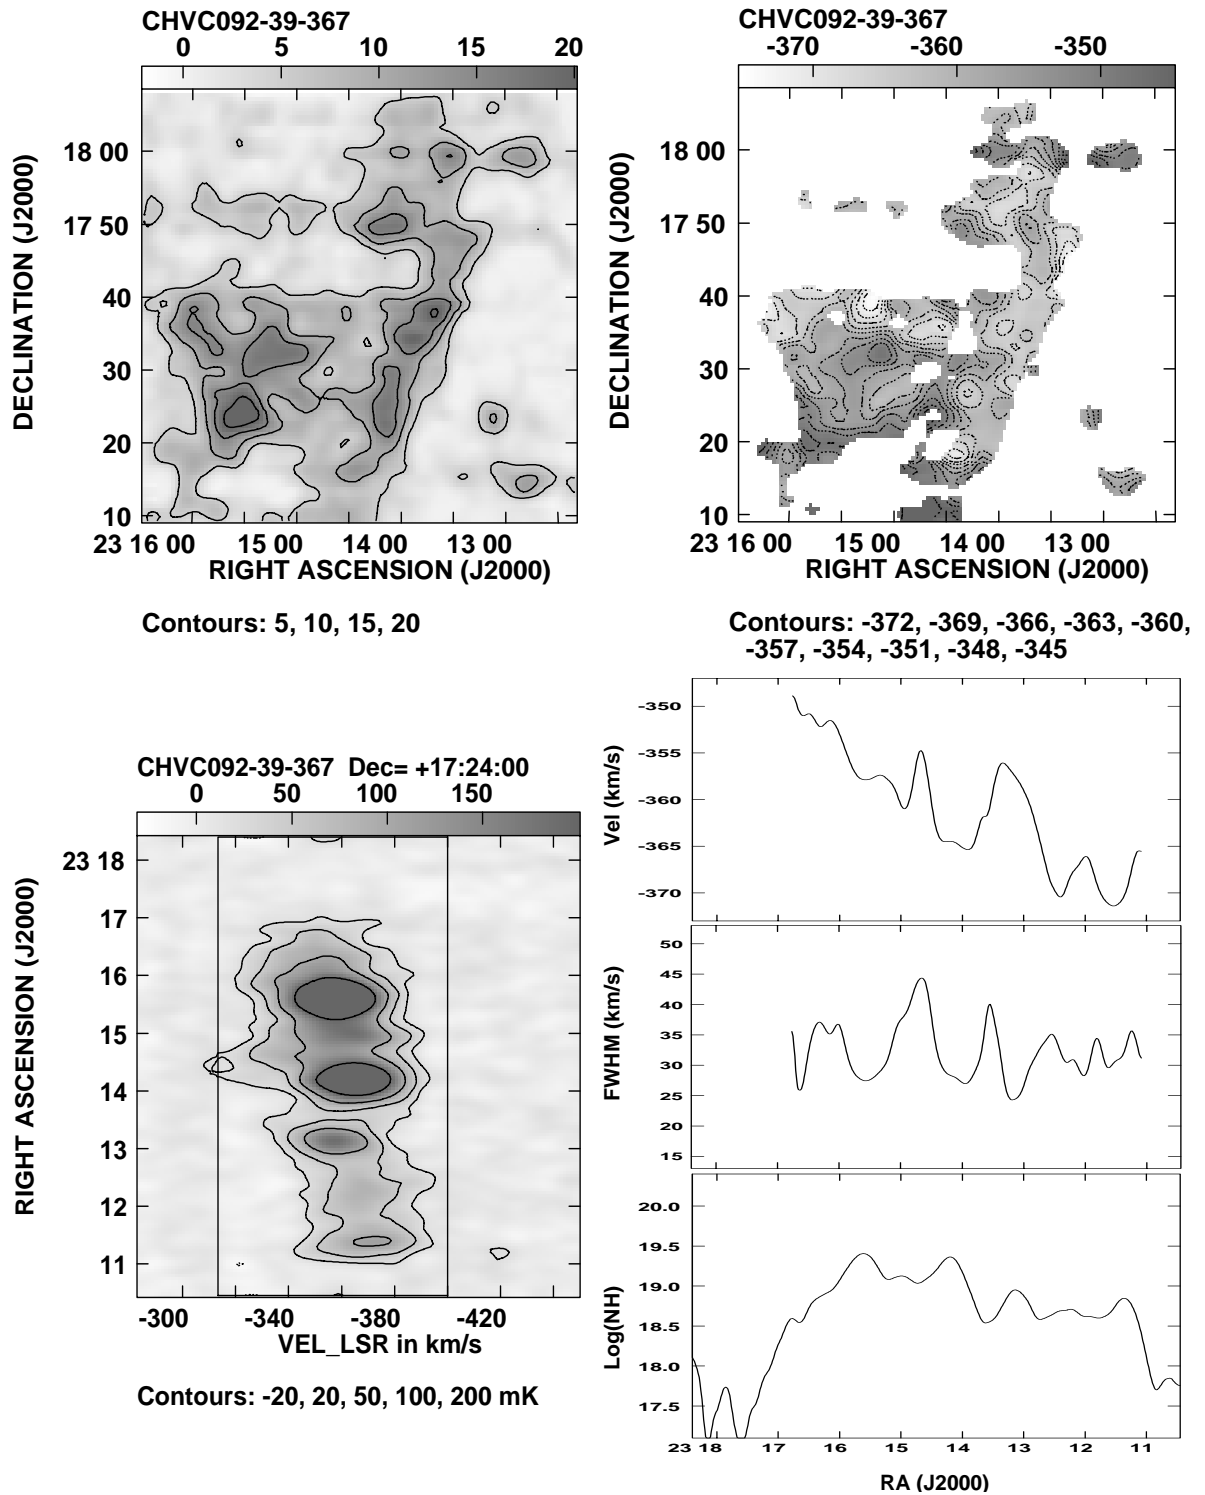 CHVC092-39-367
0 5 10 15 20
DECLINATION (J2000)
18 00
17 50
40
30
20
10
23 16 00 15 00 14 00 13 00
RIGHT ASCENSION (J2000)
Contours: 5, 10, 15, 20
CHVC092-39-367
-370 -360 -350
DECLINATION (J2000)
18 00
17 50
40
30
20
10
23 16 00 15 00 14 00 13 00
RIGHT ASCENSION (J2000)
Contours: -372, -369, -366, -363, -360,
-357, -354, -351, -348, -345
CHVC092-39-367 Dec= +17:24:00
0 50 100 150
RIGHT ASCENSION (J2000)
23 18
17
16
15
14
13
12
11
-300 -340 -380 -420
VEL_LSR in km/s
Contours: -20, 20, 50, 100, 200 mK
Vel (km/s)
-350
-355
-360
-365
-370
FWHM (km/s)
50
45
40
35
30
25
20
15
Log(NH)
20.0
19.5
19.0
18.5
18.0
17.5
23 18 17 16 15 14 13 12 11
RA (J2000)